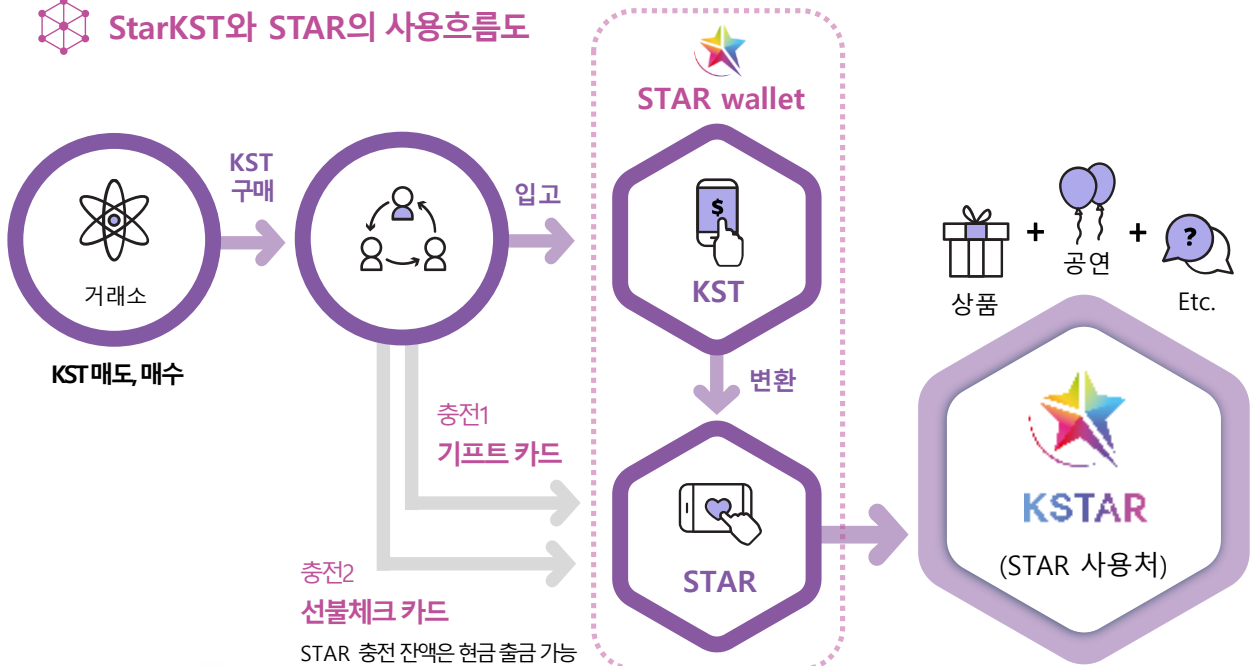 StarKST와 STAR의 사용흐름도
STAR wallet
KST
구매
입고
거래소
KST 매도, 매수
$
KST
변환
충전1
기프트 카드
충전2
선불체크 카드
STAR 충전 잔액은 현금 출금 가능
STAR
+
+
?
상품
공연
Etc.
KSTAR
(STAR 사용처)